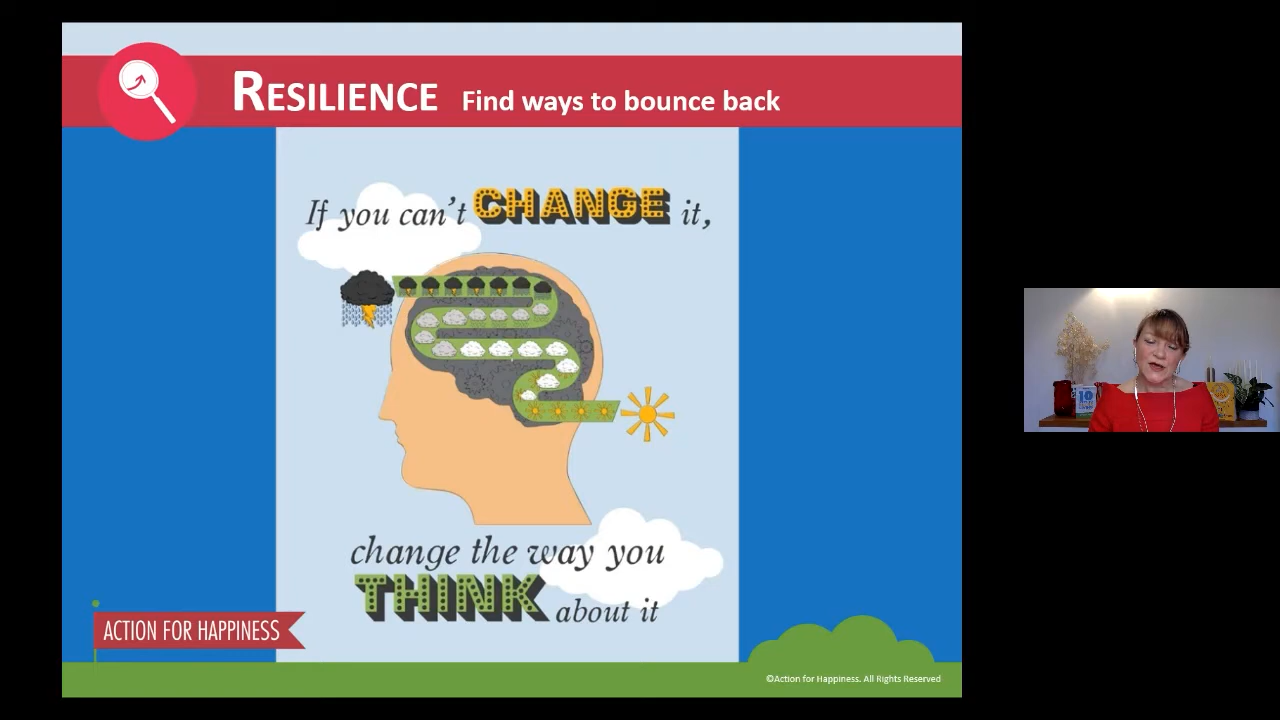 RESILIENCE Find ways to bounce back
If you can't CHANGE it,
change the way you
THINK about it
ACTION FOR HAPPINESS
©Action for Happiness. All Rights Reserved
10